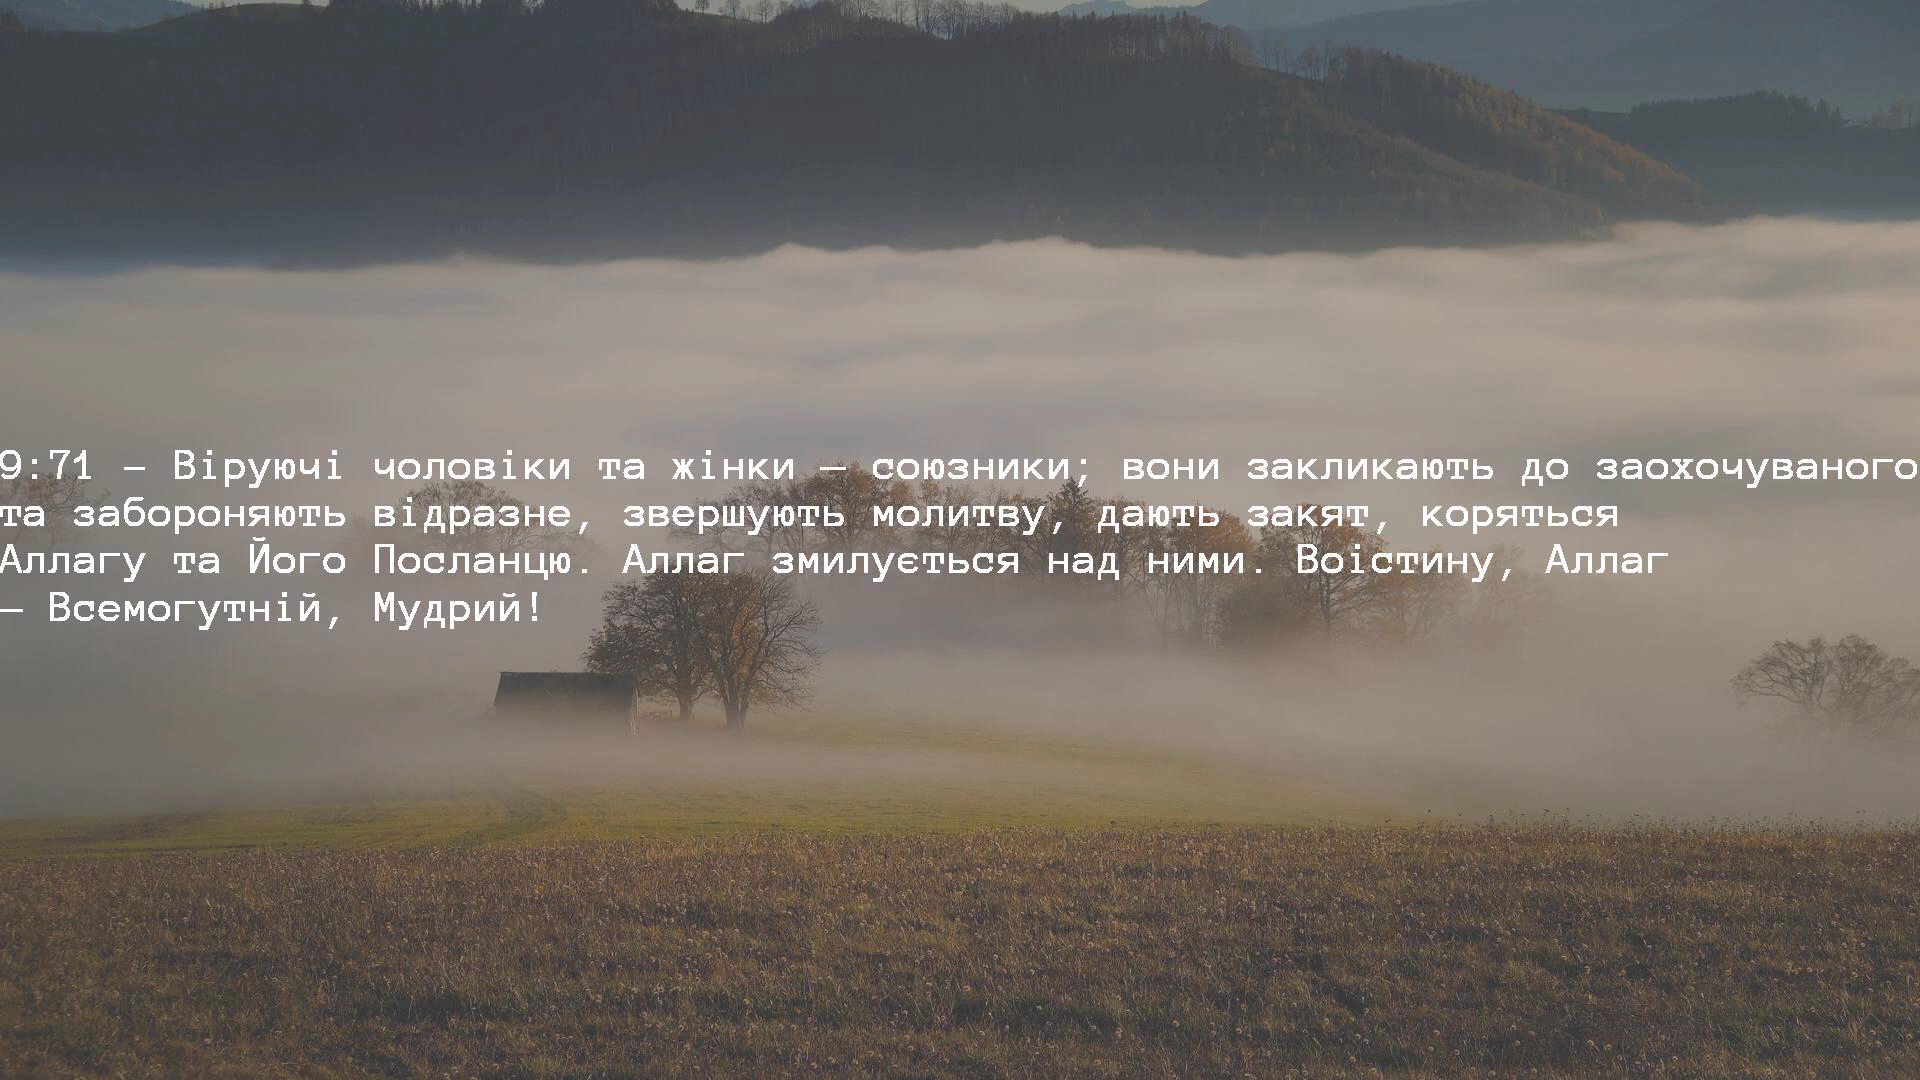 9:71 – Віруючі чоловіки та жінки — союзники; вони закликають до заохочуваного
та забороняють відразне, звершують молитву, дають закят, коряться
Аллагу та Його Посланцю. Аллаг змилується над ними. Воістину, Аллаг
— Всемогутній, Мудрий!